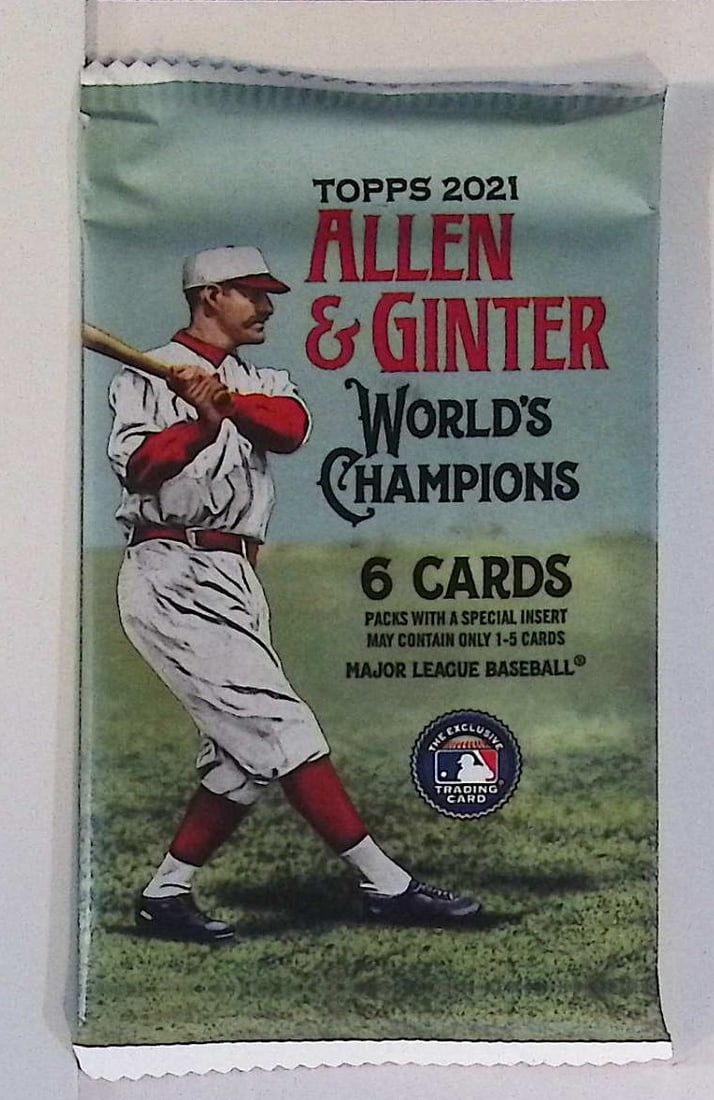 TOPPS 2021
ALLEN
& GINTER
WORLD'S
CHAMPIONS
6 CARDS
PACKS WITH A SPECIAL INSERT
MAY CONTAIN ONLY 1-5 CARDS
MAJOR LEAGUE BASEBALL®
THE EXCLUSIVE
TRADING
CARD